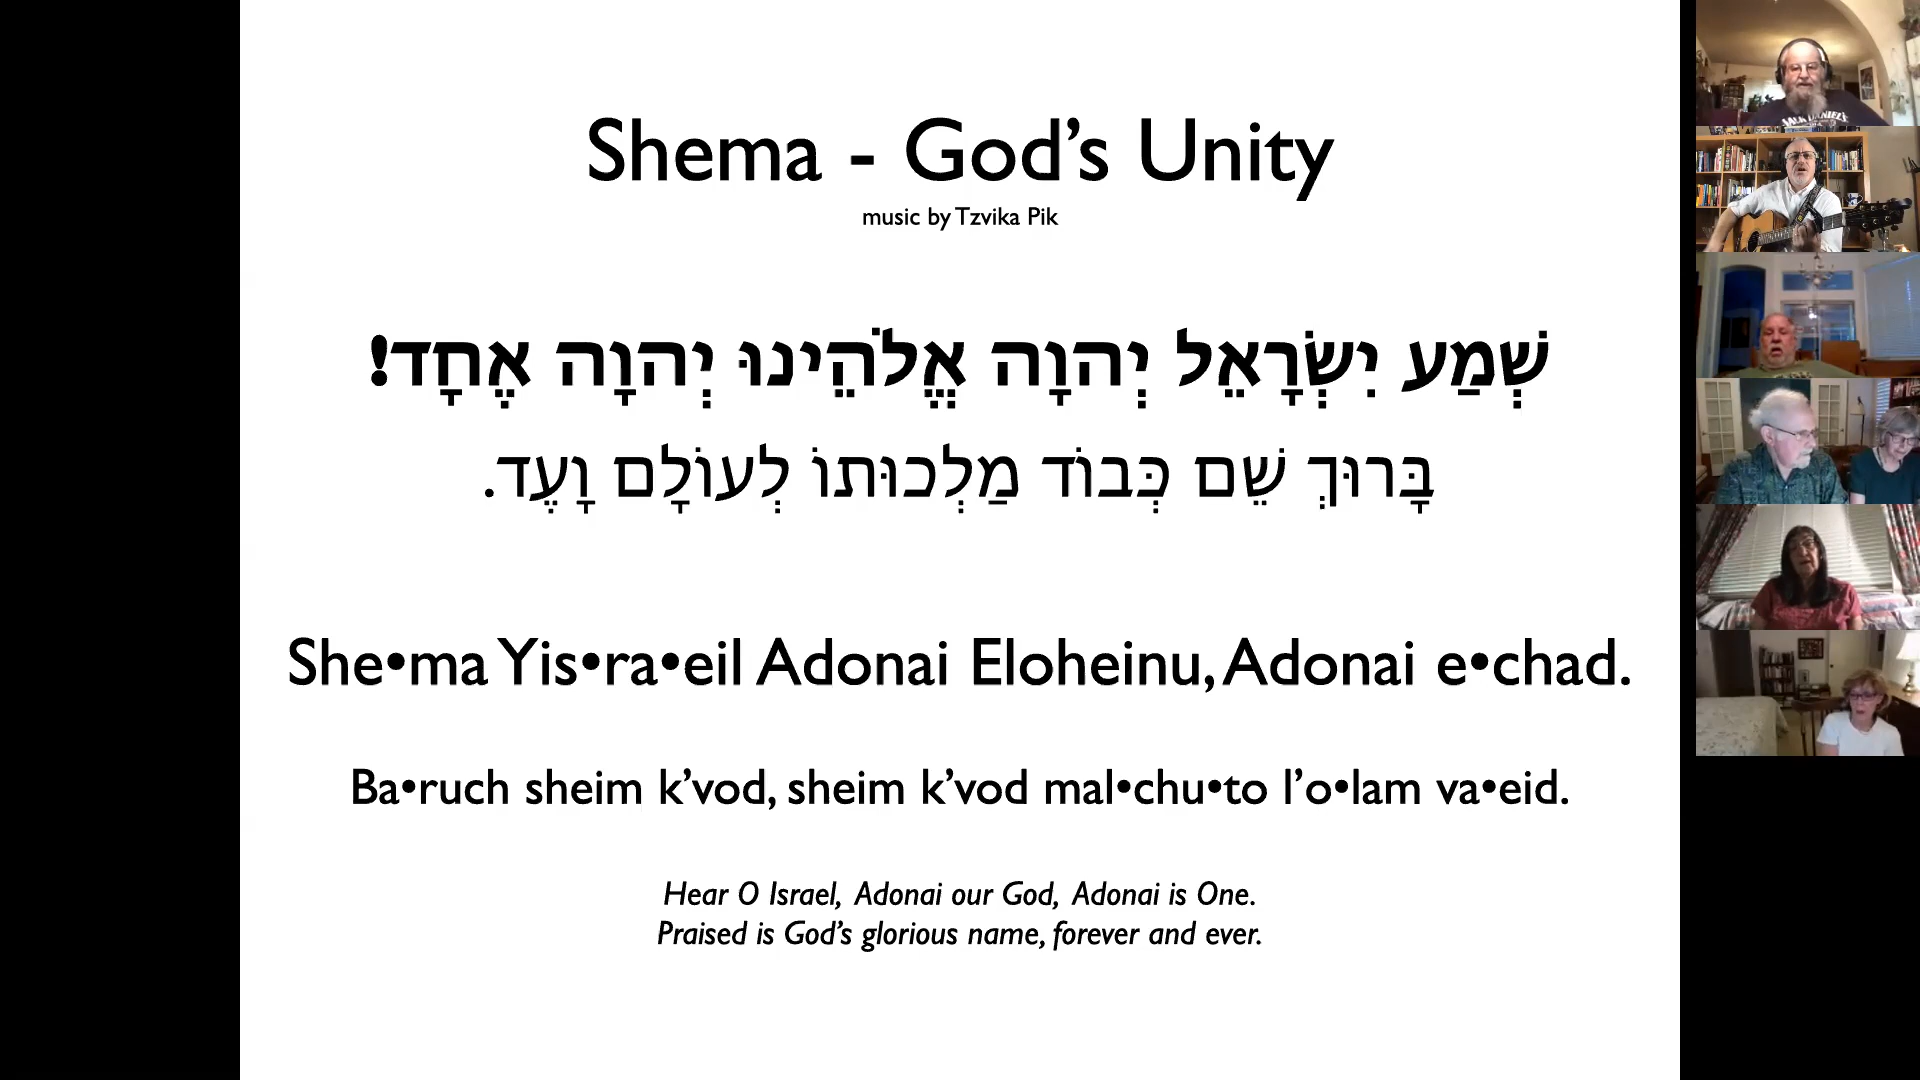 Shema - God's Unity
music by Tzvika Pik
שְׁמַע יִשְׂרָאֵל יְהוָה אֱלֹהֵינוּ יְהוָה אֶחָד!
בָּרוּךְ שֵׁם כְּבוֹד מַלְכוּתוֹ לְעוֹלָם וָעֶד.
She•ma Yis•ra•eil Adonai Eloheinu, Adonai e•chad.
Ba•ruch sheim k'vod, sheim k'vod mal•chu•to l'o•lam va•eid.
Hear O Israel, Adonai our God, Adonai is One.
Praised is God's glorious name, forever and ever.
JACK DANIEL'S